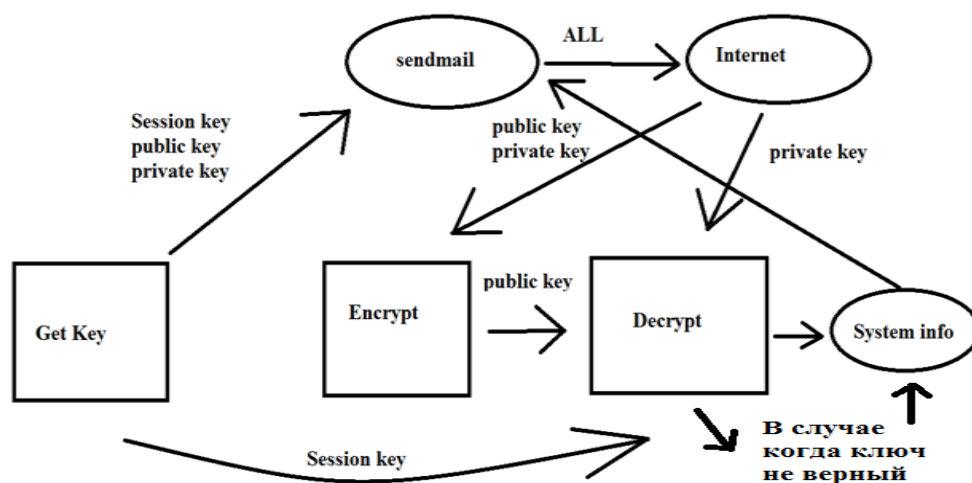 ALL
sendmail
Internet
Session key
public key
private key
public key
private key
private key
Get Key
Encrypt
public key
Decrypt
System info
Session key
В случае
когда ключ
не верный